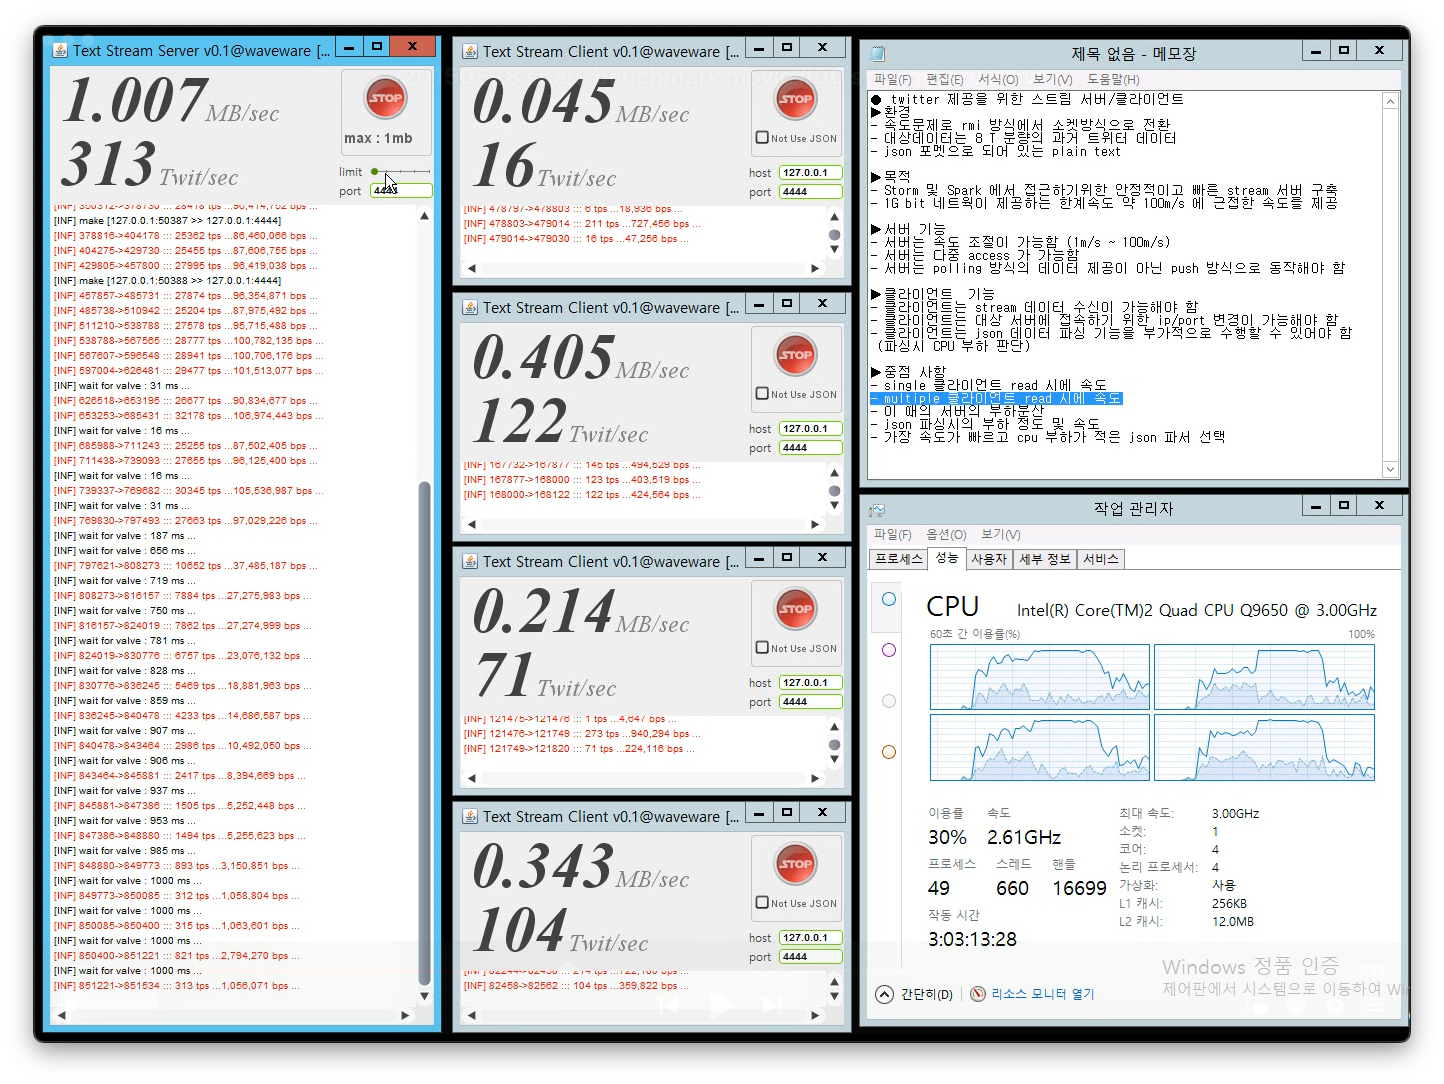 Text Stream Server v0.1@waveware [...
1.007 MB/sec
313 Twit/sec
STOP
max : 1mb
limit
port 4444
[INF] 350312->378730 ::: 28418 tps ...96,414,752 bps ...
[INF] make [127.0.0.1:50387 >> 127.0.0.1:4444]
[INF] 378816->404178 ::: 25362 tps ...86,460,066 bps ...
[INF] 404275->429730 ::: 25455 tps ...87,606,755 bps ...
[INF] 429805->457800 ::: 27995 tps ...96,419,038 bps ...
[INF] make [127.0.0.1:50388 >> 127.0.0.1:4444]
[INF] 457857->485731 ::: 27874 tps ...96,354,871 bps ...
[INF] 485738->510942 ::: 25204 tps ...87,975,492 bps ...
[INF] 511210->538788 ::: 27578 tps ...95,715,488 bps ...
[INF] 538788->567565 ::: 28777 tps ...100,782,135 bps ...
[INF] 567607->596548 ::: 28941 tps ...100,706,176 bps ...
[INF] 597004->626481 ::: 29477 tps ...101,513,077 bps ...
[INF] wait for valve : 31 ms ...
[INF] 626518->653195 ::: 26677 tps ...90,834,677 bps ...
[INF] 653253->685431 ::: 32178 tps ...106,974,443 bps ...
[INF] wait for valve : 16 ms ...
[INF] 685988->711243 ::: 25255 tps ...87,502,405 bps ...
[INF] 711438->739093 ::: 27655 tps ...96,125,400 bps ...
[INF] wait for valve : 16 ms ...
[INF] 739337->769682 ::: 30345 tps ...105,536,987 bps ...
[INF] wait for valve : 31 ms ...
[INF] 769830->797493 ::: 27663 tps ...97,029,226 bps ...
[INF] wait for valve : 187 ms ...
[INF] wait for valve : 656 ms ...
[INF] 797621->808273 ::: 10652 tps ...37,485,187 bps ...
[INF] wait for valve : 719 ms ...
[INF] 808273->816157 ::: 7884 tps ...27,275,983 bps ...
[INF] wait for valve : 750 ms ...
[INF] 816157->824019 ::: 7862 tps ...27,274,999 bps ...
[INF] wait for valve : 781 ms ...
[INF] 824019->830776 ::: 6757 tps ...23,076,132 bps ...
[INF] wait for valve : 828 ms ...
[INF] 830776->836245 ::: 5469 tps ...18,881,963 bps ...
[INF] wait for valve : 859 ms ...
[INF] 836245->840478 ::: 4233 tps ...14,686,587 bps ...
[INF] wait for valve : 907 ms ...
[INF] 840478->843464 ::: 2986 tps ...10,492,050 bps ...
[INF] wait for valve : 906 ms ...
[INF] 843464->845881 ::: 2417 tps ...8,394,669 bps ...
[INF] wait for valve : 937 ms ...
[INF] 845881->847386 ::: 1505 tps ...5,252,448 bps ...
[INF] wait for valve : 953 ms ...
[INF] 847386->848880 ::: 1494 tps ...5,255,623 bps ...
[INF] wait for valve : 985 ms ...
[INF] 848880->849773 ::: 893 tps ...3,150,851 bps ...
[INF] wait for valve : 1000 ms ...
[INF] 849773->850085 ::: 312 tps ...1,058,804 bps ...
[INF] wait for valve : 1000 ms ...
[INF] 850085->850400 ::: 315 tps ...1,063,601 bps ...
[INF] wait for valve : 1000 ms ...
[INF] 850400->851221 ::: 821 tps ...2,794,270 bps ...
[INF] wait for valve : 1000 ms ...
[INF] 851221->851534 ::: 313 tps ...1,056,071 bps ...
Text Stream Client v0.1@waveware [...
0.045 MB/sec
16 Twit/sec
STOP
Not Use JSON
host 127.0.0.1
port 4444
[INF] 478797->478803 ::: 6 tps ...18,936 bps ...
[INF] 478803->479014 ::: 211 tps ...727,456 bps ...
[INF] 479014->479030 ::: 16 tps ...47,256 bps ...
Text Stream Client v0.1@waveware [...
0.405 MB/sec
122 Twit/sec
STOP
Not Use JSON
host 127.0.0.1
port 4444
[INF] 167732->167877 ::: 145 tps ...494,529 bps ...
[INF] 167877->168000 ::: 123 tps ...403,519 bps ...
[INF] 168000->168122 ::: 122 tps ...424,564 bps ...
Text Stream Client v0.1@waveware [...
0.214 MB/sec
71 Twit/sec
STOP
Not Use JSON
host 127.0.0.1
port 4444
[INF] 121475->121476 ::: 1 tps ...4,647 bps ...
[INF] 121476->121749 ::: 273 tps ...940,294 bps ...
[INF] 121749->121820 ::: 71 tps ...224,116 bps ...
Text Stream Client v0.1@waveware [...
0.343 MB/sec
104 Twit/sec
STOP
Not Use JSON
host 127.0.0.1
port 4444
[INF] 82458->82562 ::: 104 tps ...359,822 bps ...
제목 없음 - 메모장
파일(F) 편집(E) 서식(O) 보기(V) 도움말(H)
● twitter 제공을 위한 스트림 서버/클라이언트
▶환경
- 속도문제로 rmi 방식에서 소켓방식으로 전환
- 대상데이터는 8 T 분량의 과거 트위터 데이터
- json 포멧으로 되어 있는 plain text
▶목적
- Storm 및 Spark 에서 접근하기위한 안정적이고 빠른 stream 서버 구축
- 1G bit 네트웍이 제공하는 한계속도 약 100m/s 에 근접한 속도를 제공
▶서버 기능
- 서버는 속도 조절이 가능함 (1m/s ~ 100m/s)
- 서버는 다중 access 가 가능함
- 서버는 polling 방식의 데이터 제공이 아닌 push 방식으로 동작해야 함
▶클라이언트 기능
- 클라이언트는 stream 데이터 수신이 가능해야 함
- 클라이언트는 대상 서버에 접속하기 위한 ip/port 변경이 가능해야 함
- 클라이언트는 json 데이터 파싱 기능을 부가적으로 수행할 수 있어야 함
(파싱시 CPU 부하 판단)
▶중점 사항
- single 클라이언트 read 시에 속도
- multiple 클라이언트 read 시에 속도
- 이 때의 서버의 부하분산
- json 파싱시의 부하 정도 및 속도
- 가장 속도가 빠르고 cpu 부하가 적은 json 파서 선택
작업 관리자
파일(F) 옵션(O) 보기(V)
프로세스 성능 사용자 세부 정보 서비스
CPU Intel(R) Core(TM)2 Quad CPU Q9650 @ 3.00GHz
60초 간 이용률(%) 100%
이용률 속도
30% 2.61GHz
프로세스 스레드 핸들
49 660 16699
작동 시간
3:03:13:28
최대 속도: 3.00GHz
소켓: 1
코어: 4
논리 프로세서: 4
가상화: 사용
L1 캐시: 256KB
L2 캐시: 12.0MB
Windows 정품 인증
제어판에서 시스템으로 이동하여 Wi
간단히(D) 리소스 모니터 열기